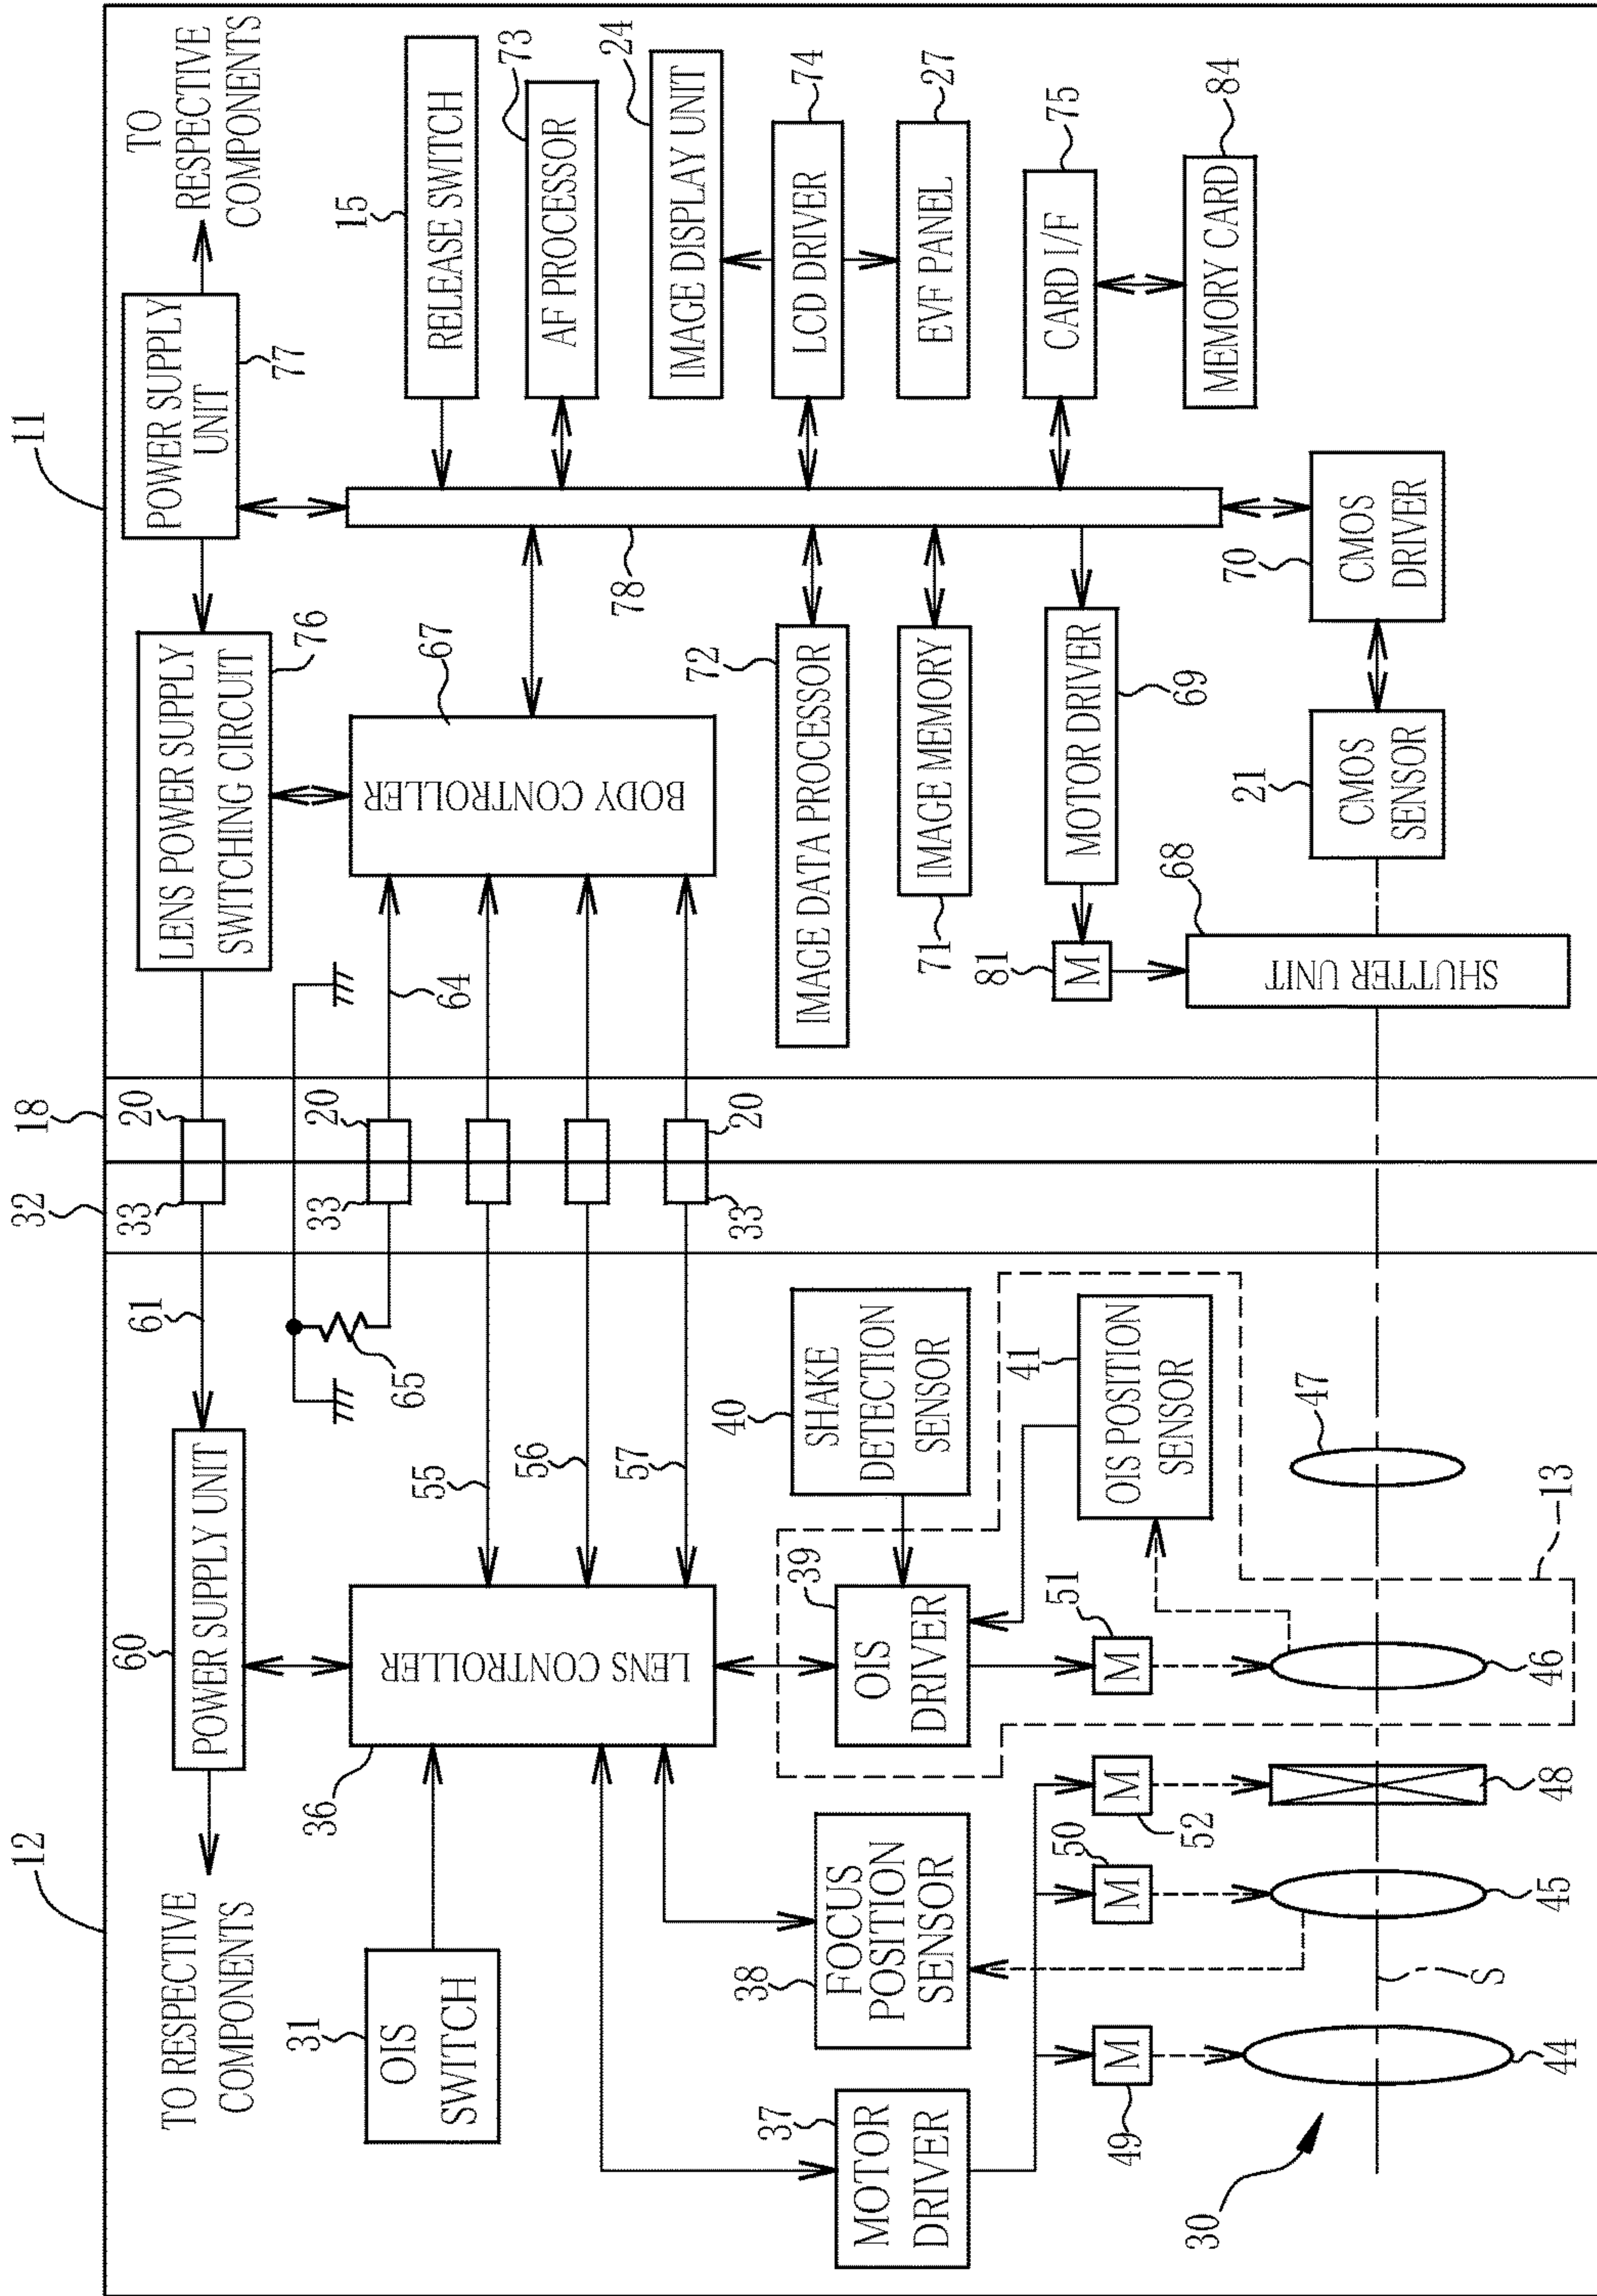 12
32
18
11
TO RESPECTIVE
COMPONENTS
60
POWER SUPPLY UNIT
61
33
20
LENS POWER SUPPLY
SWITCHING CIRCUIT
76
POWER SUPPLY
UNIT
77
TO
RESPECTIVE
COMPONENTS
31
OIS
SWITCH
36
LENS CONTROLLER
65
33
20
64
55
56
57
33
20
BODY CONTROLLER
67
78
15
RELEASE SWITCH
AF PROCESSOR
73
IMAGE DISPLAY UNIT
24
LCD DRIVER
74
EVF PANEL
27
CARD I/F
75
MEMORY CARD
84
37
MOTOR
DRIVER
38
FOCUS
POSITION
SENSOR
39
OIS
DRIVER
40
SHAKE
DETECTION
SENSOR
41
OIS POSITION
SENSOR
72
IMAGE DATA PROCESSOR
71
IMAGE MEMORY
MOTOR DRIVER
69
81
M
70
CMOS
DRIVER
21
CMOS
SENSOR
68
SHUTTER UNIT
49
M
50
M
M
52
51
M
47
30
44
S
45
48
46
13